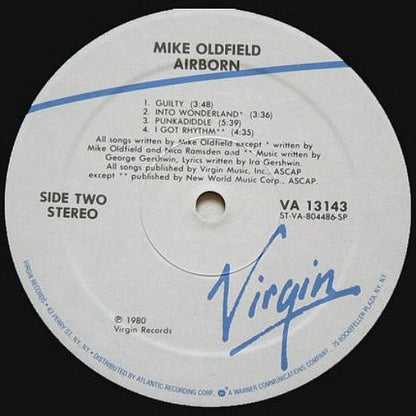 MIKE OLDFIELD
AIRBORN
1. GUILTY (3:48)
2. INTO WONDERLAND* (3:36)
3. PUNKADIDDLE (5:39)
4. I GOT RHYTHM** (4:35)
All songs written by Mike Oldfield except * written by
Mike Oldfield and Nico Ramsden and ** Music written by
George Gershwin, Lyrics written by Ira Gershwin.
All songs published by Virgin Music, Inc., ASCAP
except ** published by New World Music Corp., ASCAP.
SIDE TWO
STEREO
VA 13143
ST-VA-804486-SP
Virgin
℗ 1980
Virgin Records
VIRGIN RECORDS • 43 PERRY ST., NY, NY • DISTRIBUTED BY ATLANTIC RECORDING CORP. A WARNER COMMUNICATIONS COMPANY • 75 ROCKEFELLER PLAZA, NY, NY.